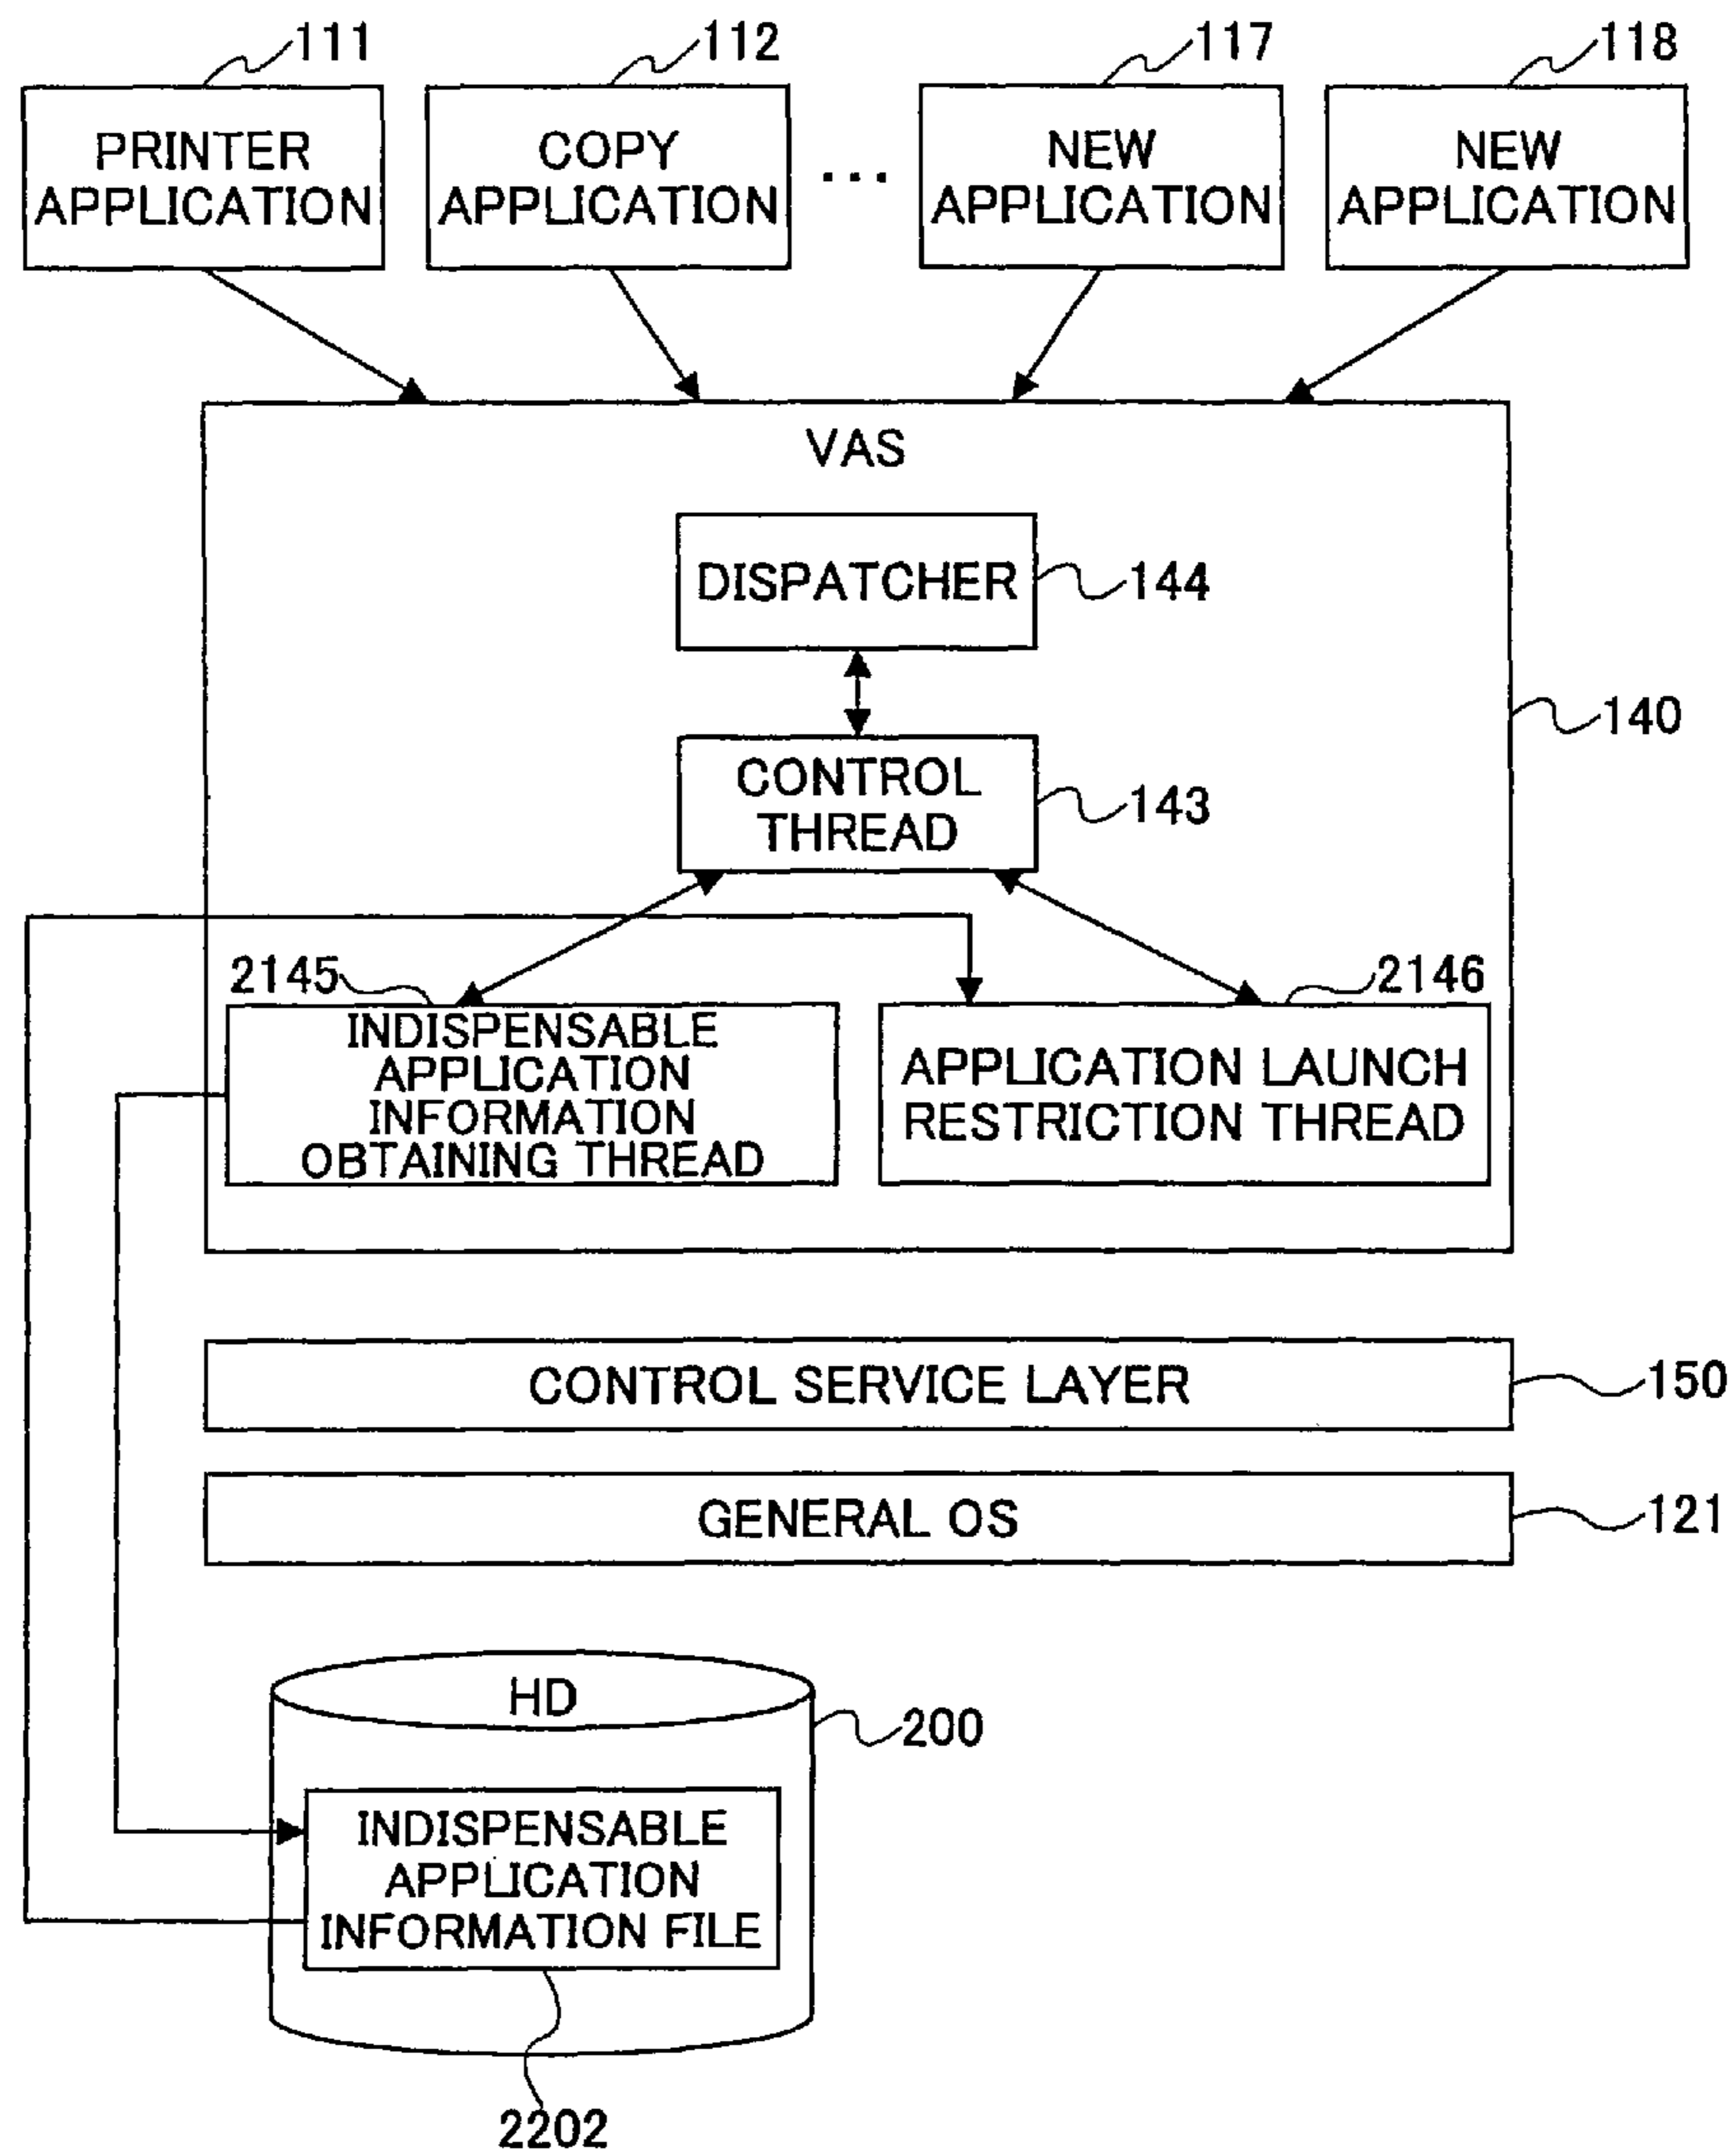 111
112
117
118
PRINTER
APPLICATION
COPY
APPLICATION
...
NEW
APPLICATION
NEW
APPLICATION
VAS
DISPATCHER
144
140
CONTROL
THREAD
143
2145
2146
INDISPENSABLE
APPLICATION
INFORMATION
OBTAINING THREAD
APPLICATION LAUNCH
RESTRICTION THREAD
CONTROL SERVICE LAYER
150
GENERAL OS
121
HD
200
INDISPENSABLE
APPLICATION
INFORMATION FILE
2202